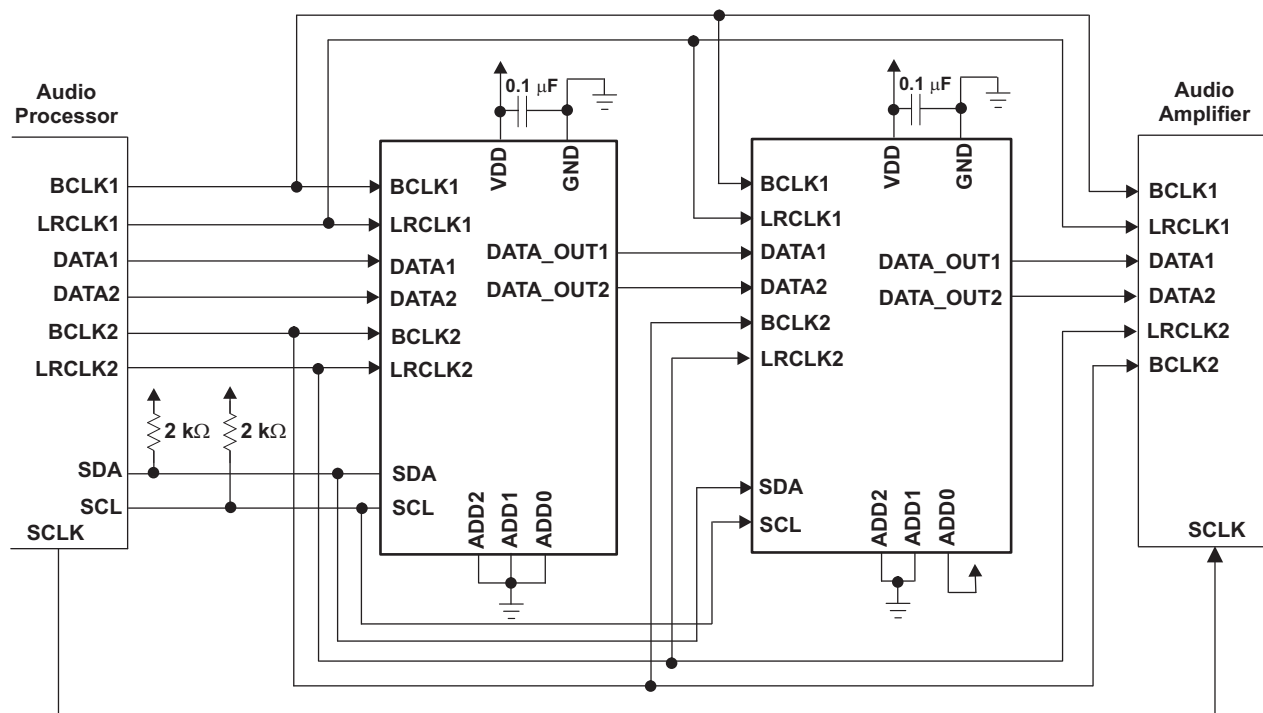 Audio
Processor
BCLK1
LRCLK1
DATA1
DATA2
BCLK2
LRCLK2
2 kΩ
2 kΩ
SDA
SCL
SCLK
0.1 μF
VDD
GND
BCLK1
LRCLK1
DATA1
DATA2
BCLK2
LRCLK2
DATA_OUT1
DATA_OUT2
SDA
SCL
ADD2
ADD1
ADD0
0.1 μF
VDD
GND
BCLK1
LRCLK1
DATA1
DATA2
BCLK2
LRCLK2
DATA_OUT1
DATA_OUT2
SDA
SCL
ADD2
ADD1
ADD0
Audio
Amplifier
BCLK1
LRCLK1
DATA1
DATA2
LRCLK2
BCLK2
SCLK